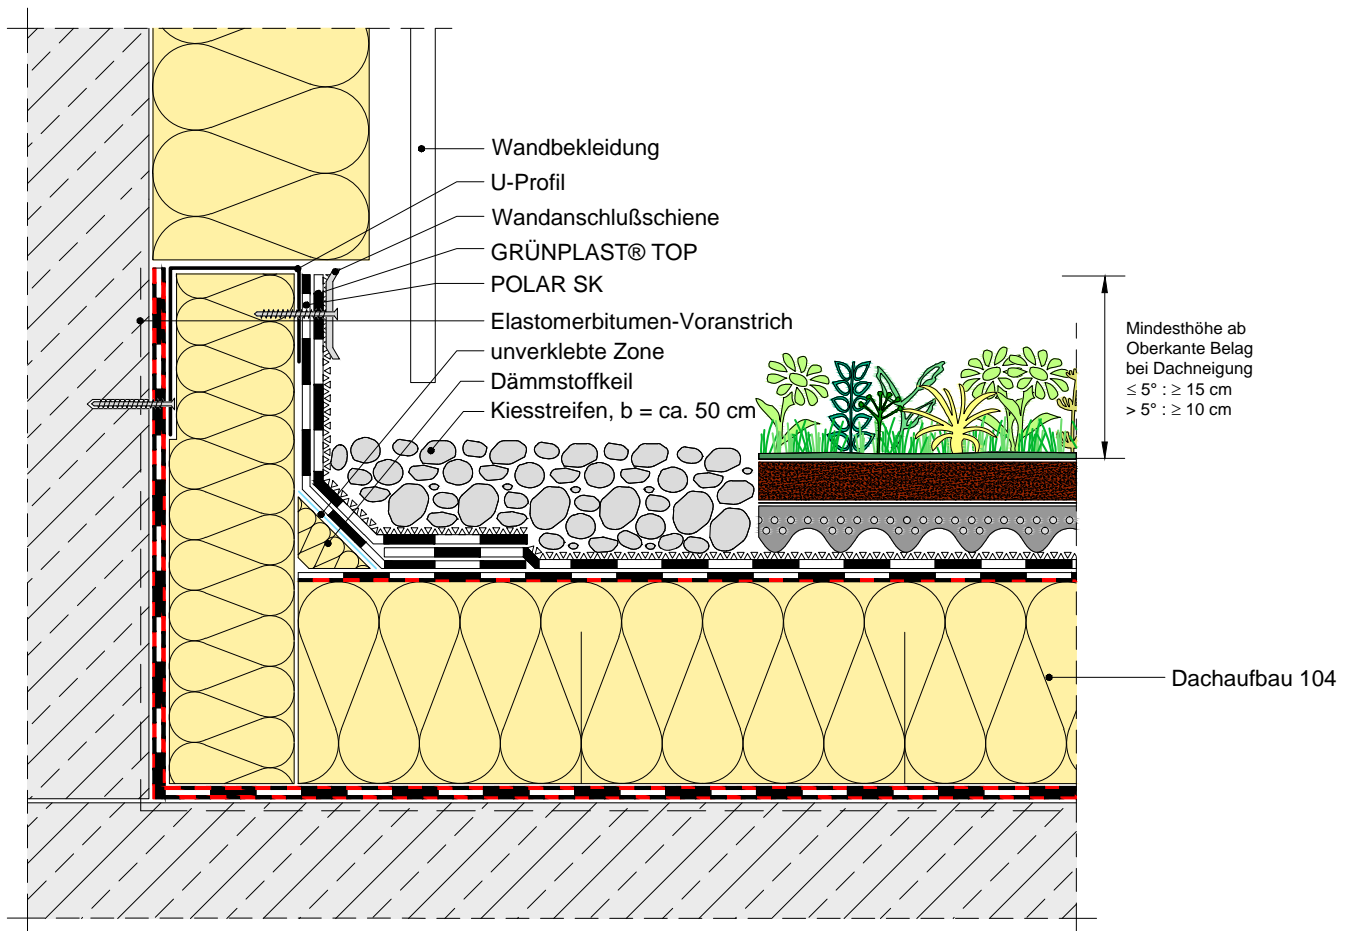 Wandbekleidung
U-Profil
Wandanschlußschiene
GRÜNPLAST® TOP
POLAR SK
Elastomerbitumen-Voranstrich
unverklebte Zone
Dämmstoffkeil
Kiesstreifen, b = ca. 50 cm
Mindesthöhe ab
Oberkante Belag
bei Dachneigung
≤ 5° : ≥ 15 cm
> 5° : ≥ 10 cm
Dachaufbau 104